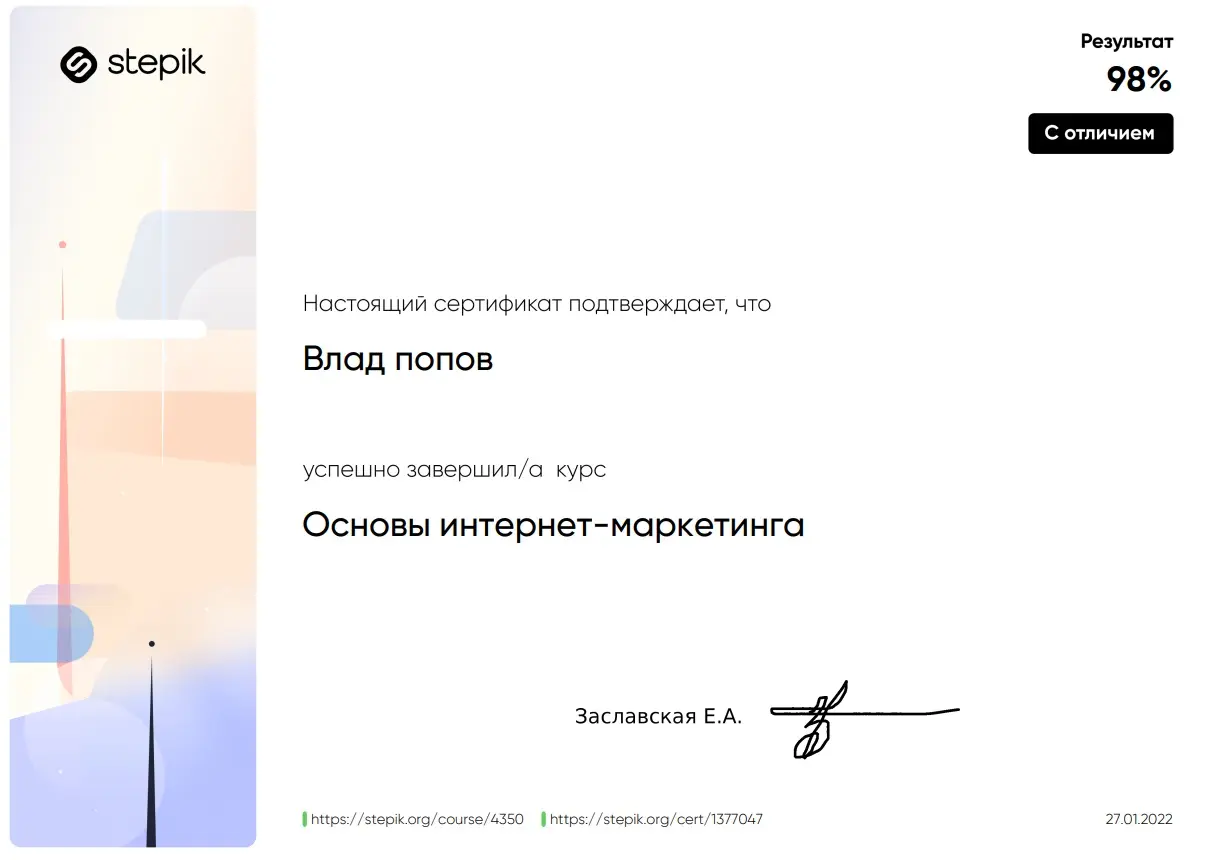 stepik
Результат
98%
С отличием
Настоящий сертификат подтверждает, что
Влад попов
успешно завершил/а курс
Основы интернет-маркетинга
Заславская Е.А.
https://stepik.org/course/4350 https://stepik.org/cert/1377047 27.01.2022